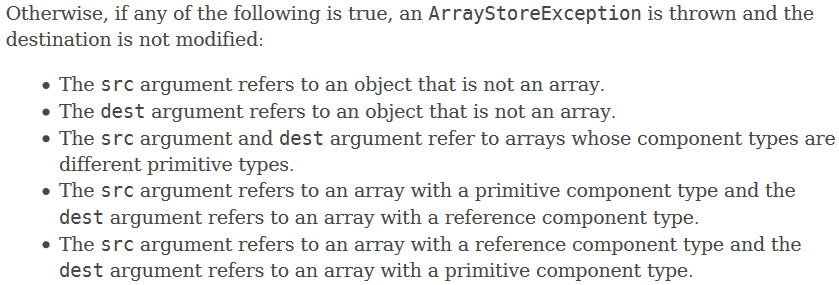 Otherwise, if any of the following is true, an ArrayStoreException is thrown and the
destination is not modified:
• The src argument refers to an object that is not an array.
• The dest argument refers to an object that is not an array.
• The src argument and dest argument refer to arrays whose component types are
different primitive types.
• The src argument refers to an array with a primitive component type and the
dest argument refers to an array with a reference component type.
• The src argument refers to an array with a reference component type and the
dest argument refers to an array with a primitive component type.